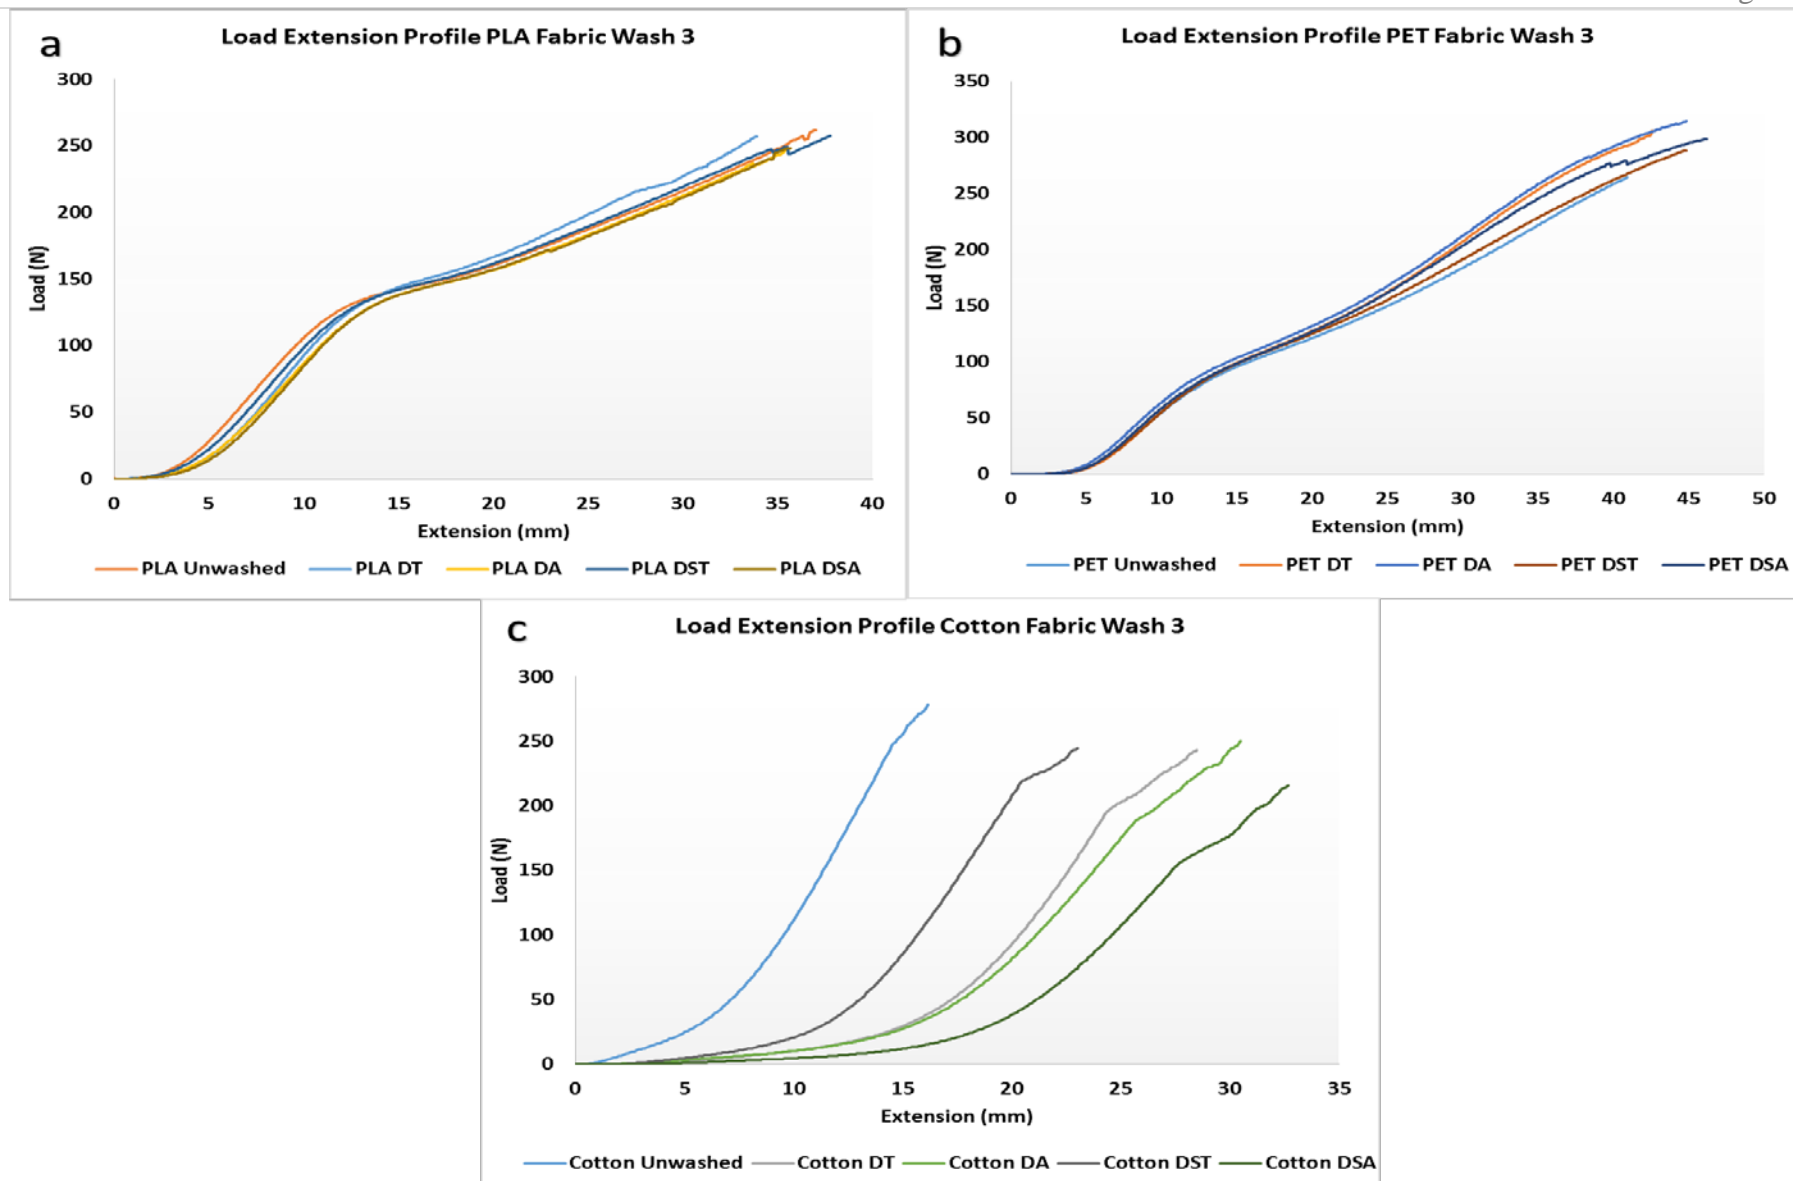 a
Load Extension Profile PLA Fabric Wash 3
300
250
200
150
100
50
0
Load (N)
0 5 10 15 20 25 30 35 40
Extension (mm)
PLA Unwashed PLA DT PLA DA PLA DST PLA DSA
b
Load Extension Profile PET Fabric Wash 3
350
300
250
200
150
100
50
0
Load (N)
0 5 10 15 20 25 30 35 40 45 50
Extension (mm)
PET Unwashed PET DT PET DA PET DST PET DSA
c
Load Extension Profile Cotton Fabric Wash 3
300
250
200
150
100
50
0
Load (N)
0 5 10 15 20 25 30 35
Extension (mm)
Cotton Unwashed Cotton DT Cotton DA Cotton DST Cotton DSA